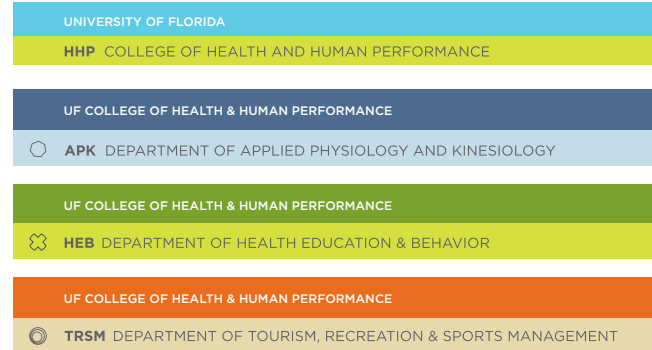 UNIVERSITY OF FLORIDA
HHP COLLEGE OF HEALTH AND HUMAN PERFORMANCE
UF COLLEGE OF HEALTH & HUMAN PERFORMANCE
APK DEPARTMENT OF APPLIED PHYSIOLOGY AND KINESIOLOGY
UF COLLEGE OF HEALTH & HUMAN PERFORMANCE
HEB DEPARTMENT OF HEALTH EDUCATION & BEHAVIOR
UF COLLEGE OF HEALTH & HUMAN PERFORMANCE
TRSM DEPARTMENT OF TOURISM, RECREATION & SPORTS MANAGEMENT